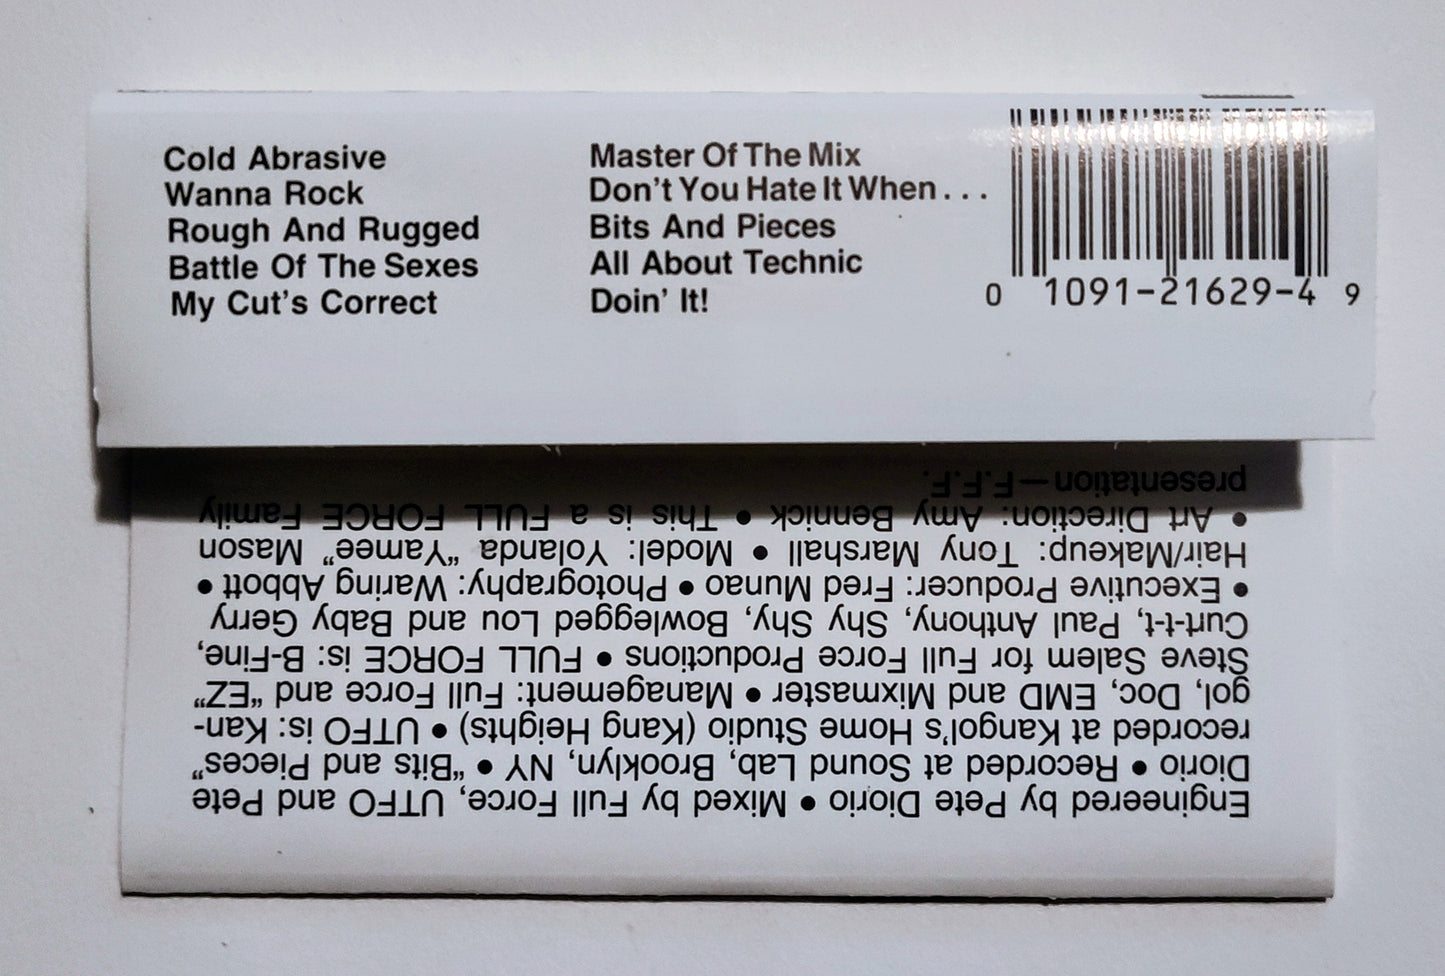 Cold Abrasive
Wanna Rock
Rough And Rugged
Battle Of The Sexes
My Cut's Correct
Master Of The Mix
Don't You Hate It When . . .
Bits And Pieces
All About Technic
Doin' It!
0 1091-21629-4 9
Engineered by Pete Diorio • Mixed by Full Force, UTFO and Pete
Diorio • Recorded at Sound Lab, Brooklyn, NY • "Bits and Pieces"
recorded at Kangol's Home Studio (Kang Heights) • UTFO is: Kan-
gol, Doc, EMD and Mixmaster • Management: Full Force and "EZ"
Steve Salem for Full Force Productions • FULL FORCE is: B-Fine,
Curt-t-t, Paul Anthony, Shy Shy, Bowlegged Lou and Baby Gerry
• Executive Producer: Fred Munao • Photography: Waring Abbott •
Hair/Makeup: Tony Marshall • Model: Yolanda "Yamee" Mason
• Art Direction: Amy Bennick • This is a FULL FORCE Family
presentation—F.F.F.